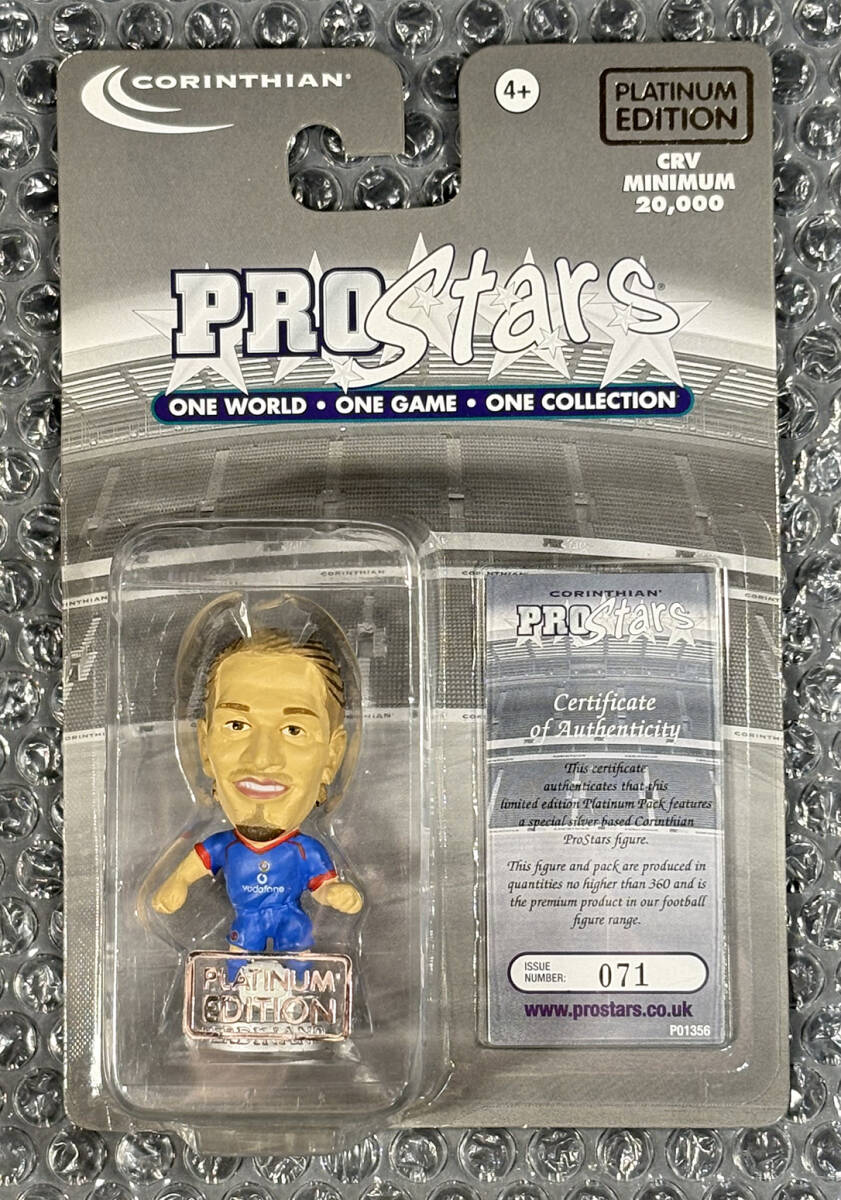 CORINTHIAN®
4+
PLATINUM
EDITION
CRV
MINIMUM
20,000
PROStars®
ONE WORLD • ONE GAME • ONE COLLECTION
CORINTHIAN
CORINTHIAN®
PROStars
Certificate
of Authenticity
This certificate
authenticates that this
limited edition Platinum Pack features
a special silver based Corinthian
ProStars figure.
This figure and pack are produced in
quantities no higher than 360 and is
the premium product in our football
figure range.
ISSUE
NUMBER: 071
www.prostars.co.uk
P01356
vodafone
PLATINUM
EDITION